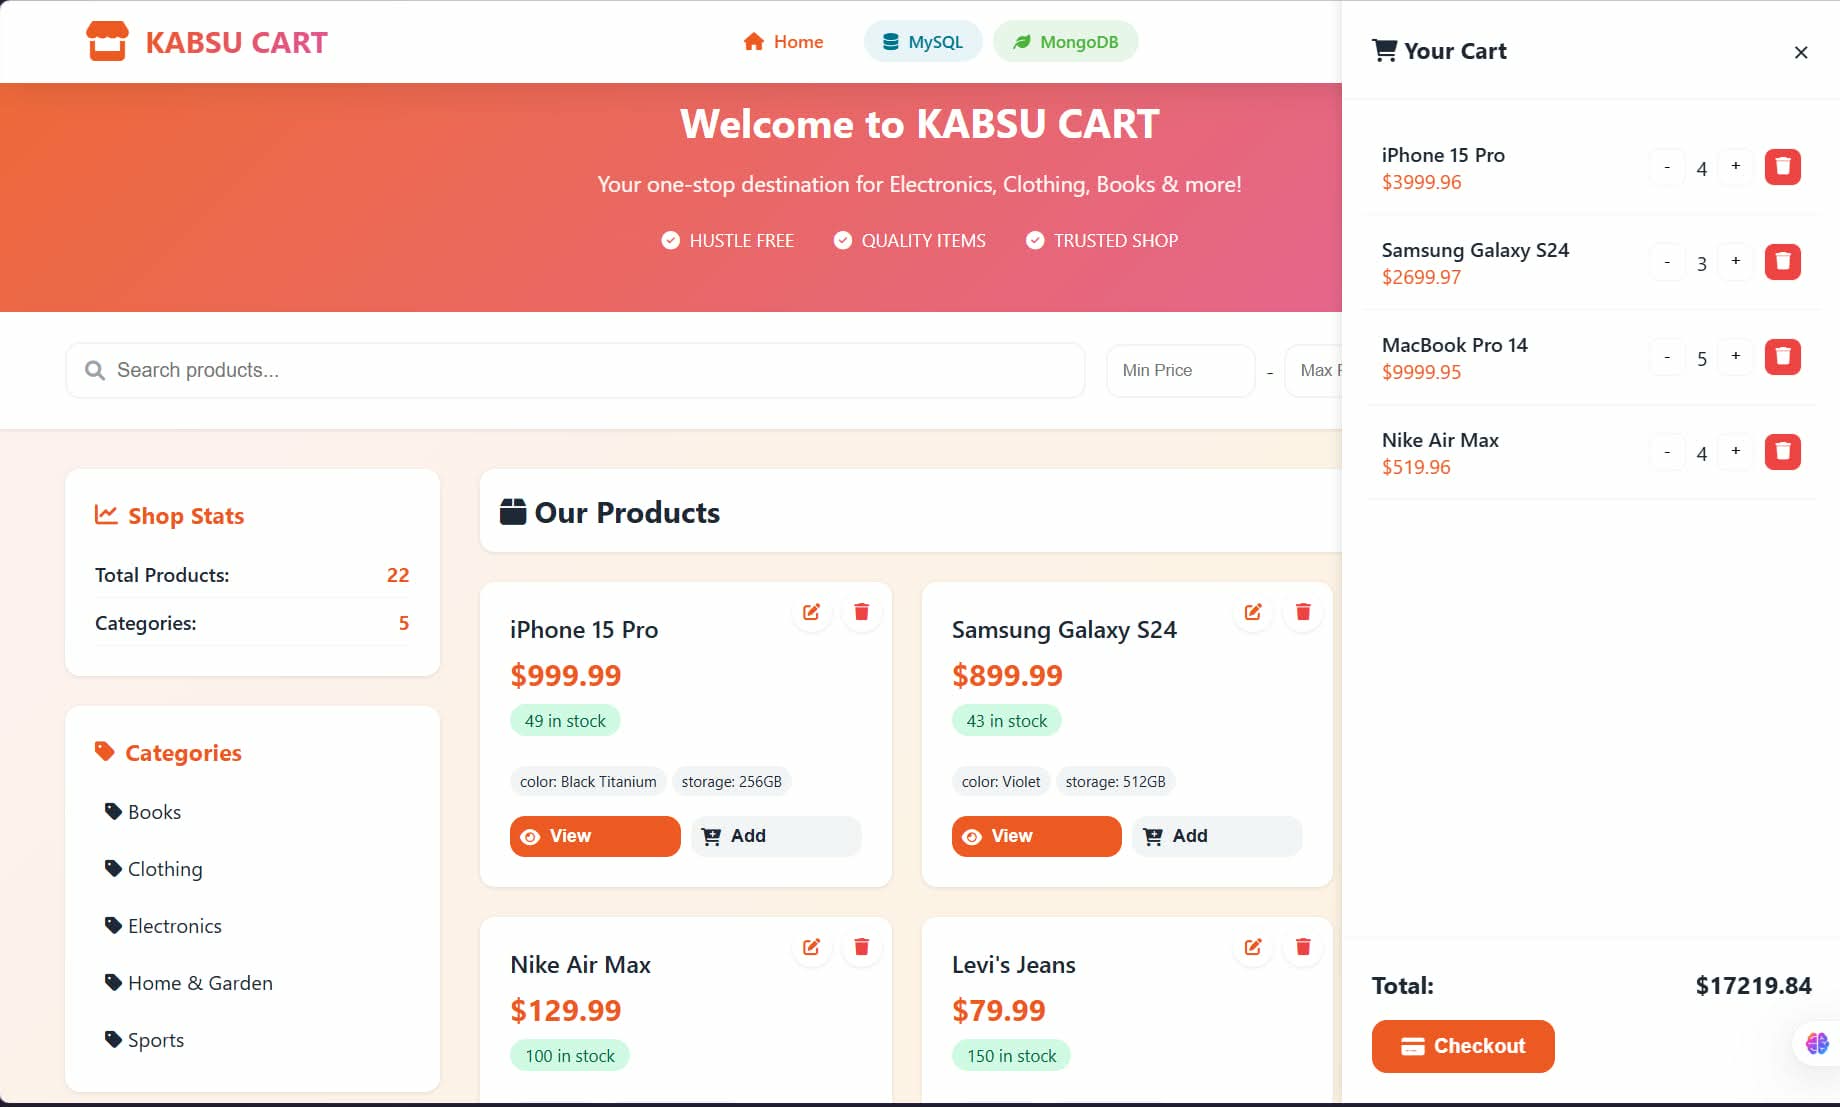 KABSU CART
Home
MySQL
MongoDB
Welcome to KABSU CART
Your one-stop destination for Electronics, Clothing, Books & more!
HUSTLE FREE
QUALITY ITEMS
TRUSTED SHOP
Search products...
Min Price
-
Max
Shop Stats
Total Products: 22
Categories: 5
Categories
Books
Clothing
Electronics
Home & Garden
Sports
Our Products
iPhone 15 Pro
$999.99
49 in stock
color: Black Titanium
storage: 256GB
View
Add
Samsung Galaxy S24
$899.99
43 in stock
color: Violet
storage: 512GB
View
Add
Nike Air Max
$129.99
100 in stock
Levi's Jeans
$79.99
150 in stock
Your Cart
×
iPhone 15 Pro
$3999.96
- 4 +
Samsung Galaxy S24
$2699.97
- 3 +
MacBook Pro 14
$9999.95
- 5 +
Nike Air Max
$519.96
- 4 +
Total: $17219.84
Checkout